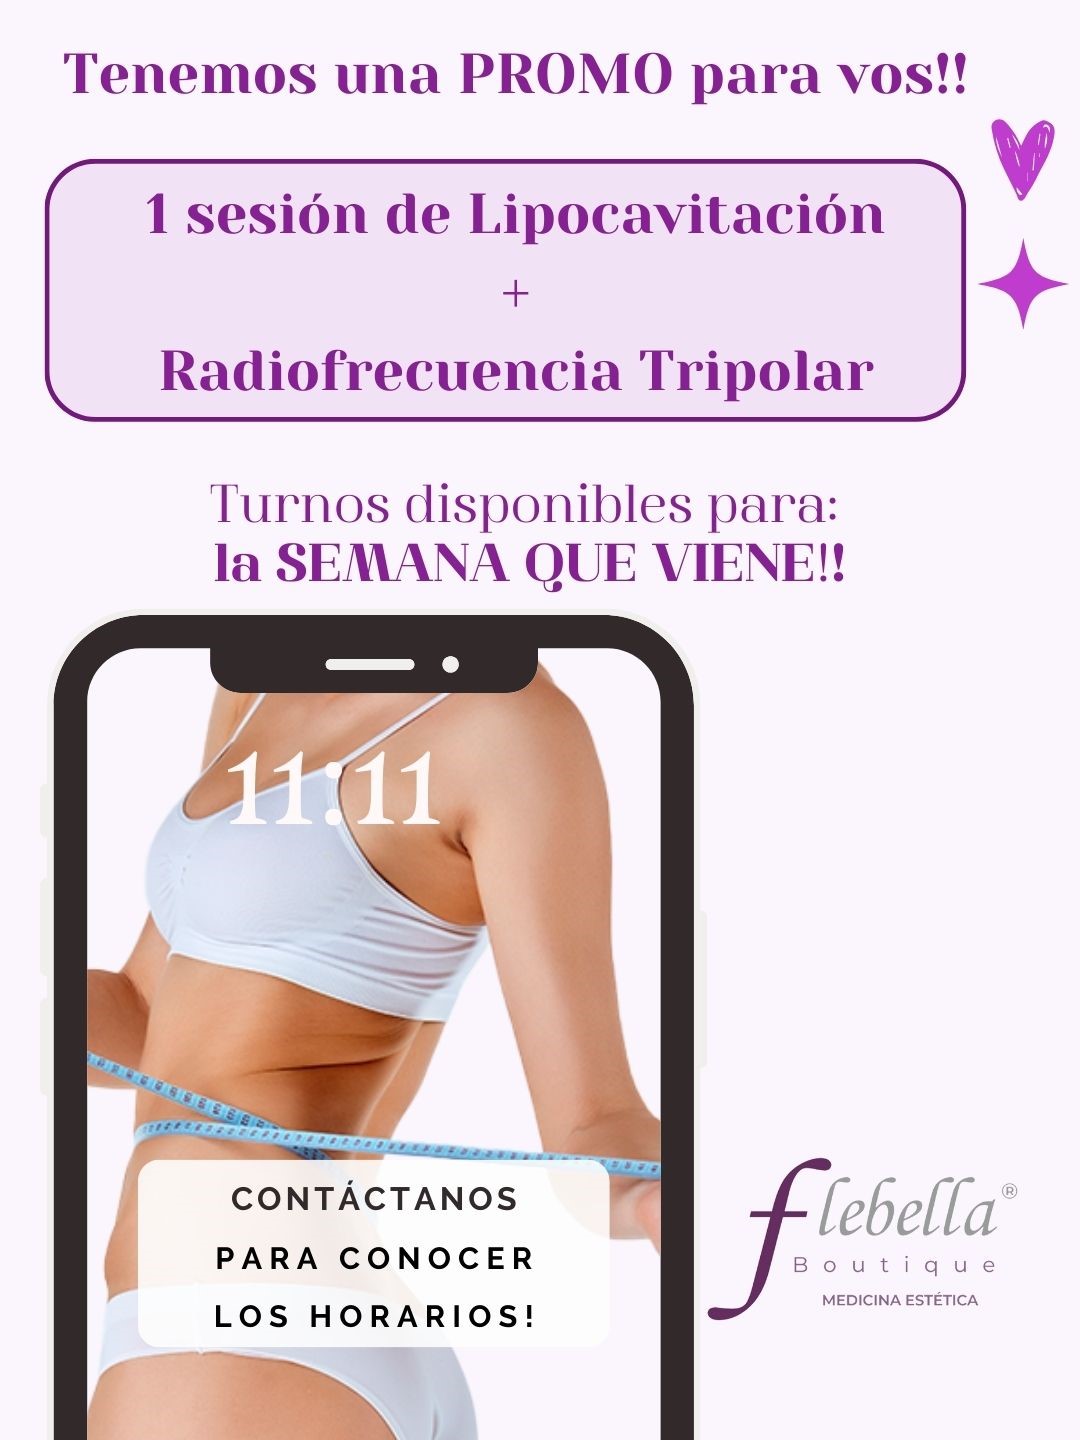 Tenemos una PROMO para vos!!
1 sesión de Lipocavitación
+
Radiofrecuencia Tripolar
Turnos disponibles para:
la SEMANA QUE VIENE!!
11:11
CONTÁCTANOS
PARA CONOCER
LOS HORARIOS!
flebella®
Boutique
MEDICINA ESTÉTICA